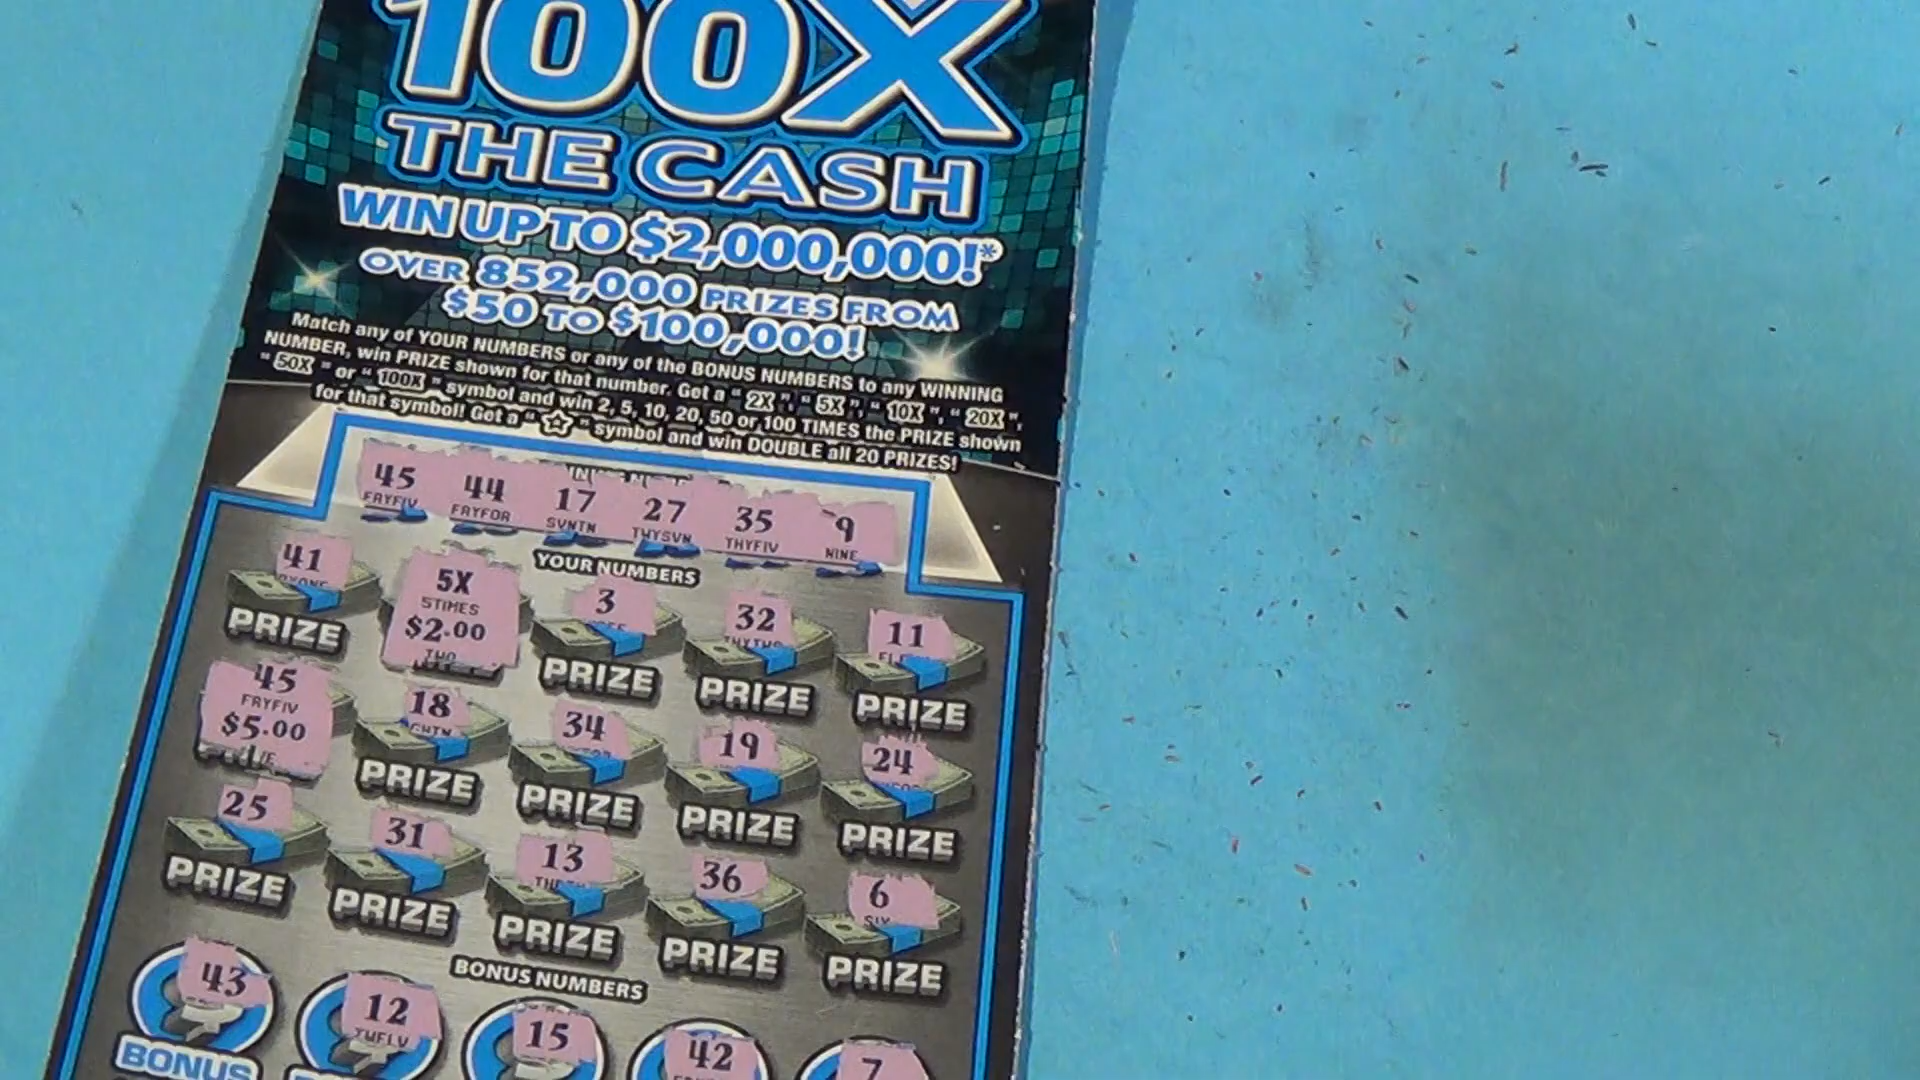 100X
THE CASH
WIN UP TO $2,000,000!*
OVER 852,000 PRIZES FROM
$50 TO $100,000!
Match any of YOUR NUMBERS or any of the BONUS NUMBERS to any WINNING
NUMBER, win PRIZE shown for that number. Get a "2X", "5X", "10X", "20X",
"50X" or "100X" symbol and win 2, 5, 10, 20, 50 or 100 TIMES the PRIZE shown
for that symbol! Get a "☆" symbol and win DOUBLE all 20 PRIZES!
45 44 17 27 35 9
FRYFIV FRYFOR SVNTN TWYSVN THYFIV NINE
YOUR NUMBERS
41 5X 3 32 11
5TIMES
$2.00
TWO
PRIZE PRIZE PRIZE PRIZE
45 18 34 19 24
FRYFIV
$5.00
PRIZE PRIZE PRIZE PRIZE
25 31 13 36 6
SIX
PRIZE PRIZE PRIZE PRIZE PRIZE
BONUS NUMBERS
43 12 15 42 7
TWELV
BONUS